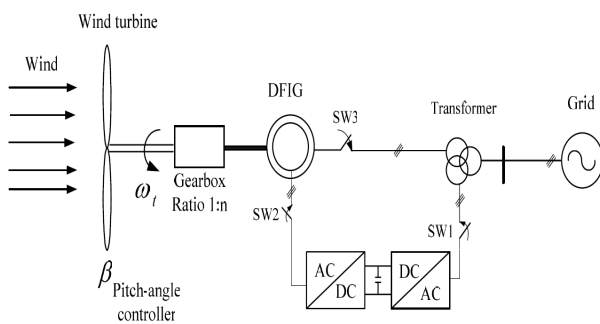 Wind turbine
Wind
DFIG
SW3
Transformer
Grid
ω_t
Gearbox
Ratio 1:n
SW2
SW1
AC
DC
DC
AC
β
Pitch-angle
controller